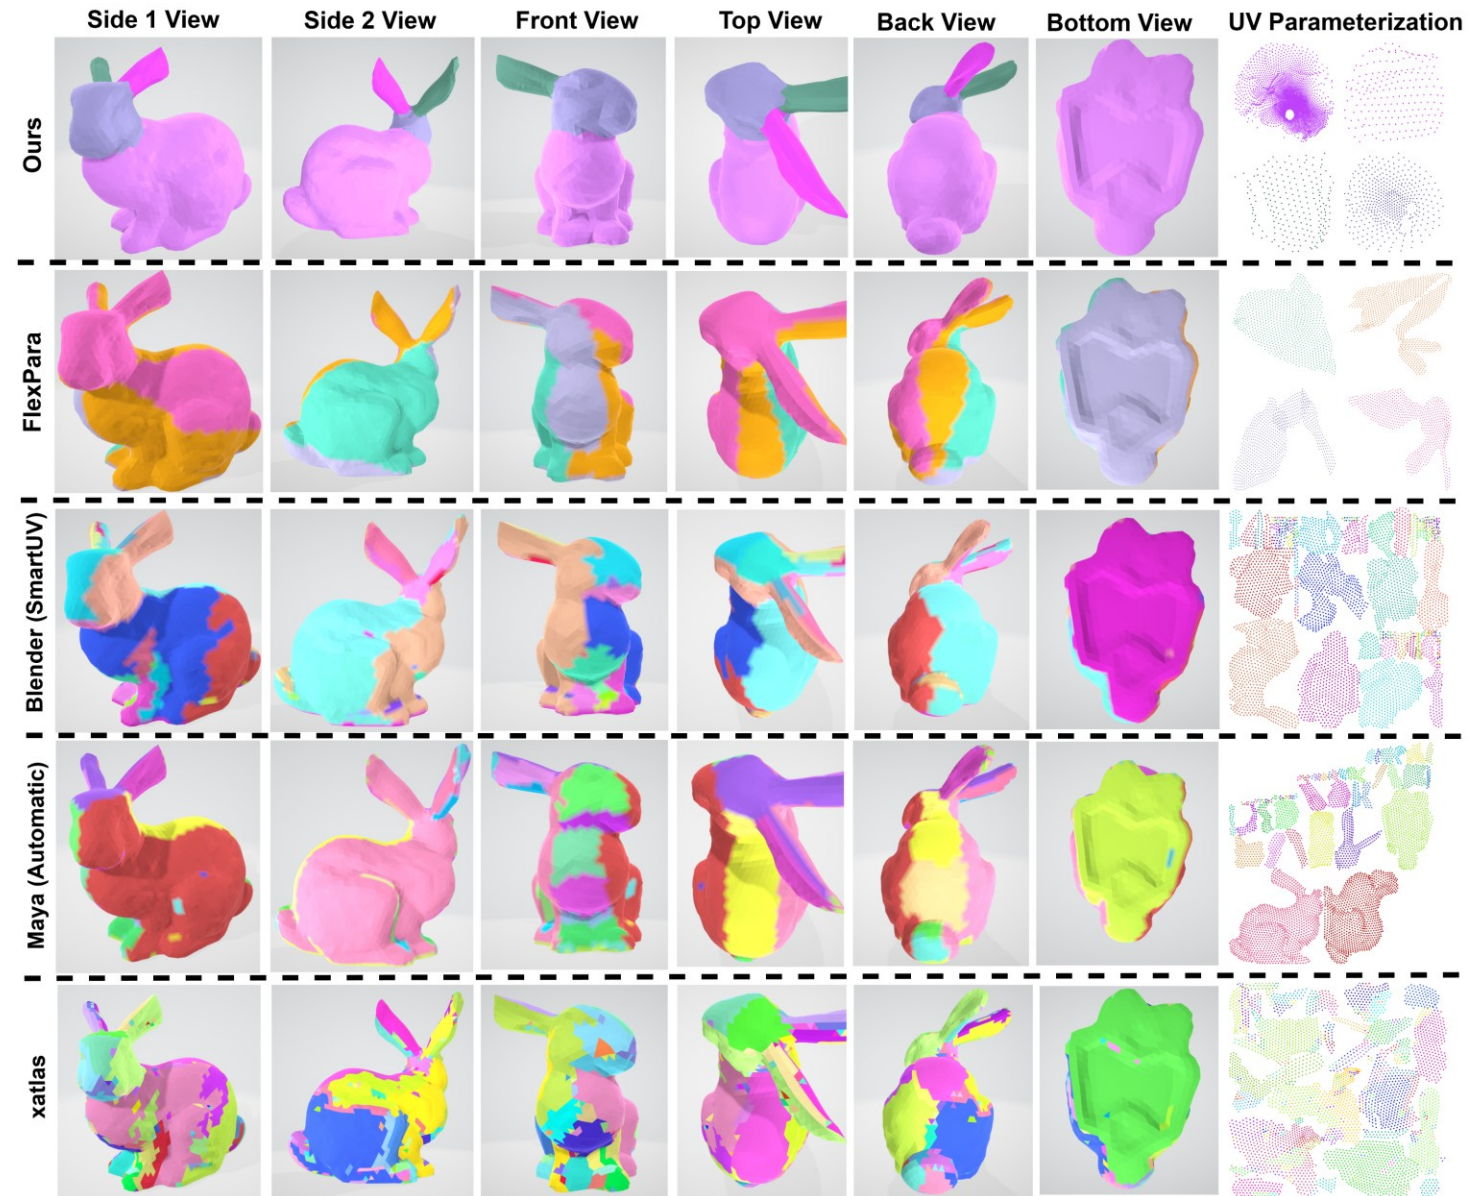 Side 1 View
Side 2 View
Front View
Top View
Back View
Bottom View
UV Parameterization
Ours
FlexPara
Blender (SmartUV)
Maya (Automatic)
xatlas